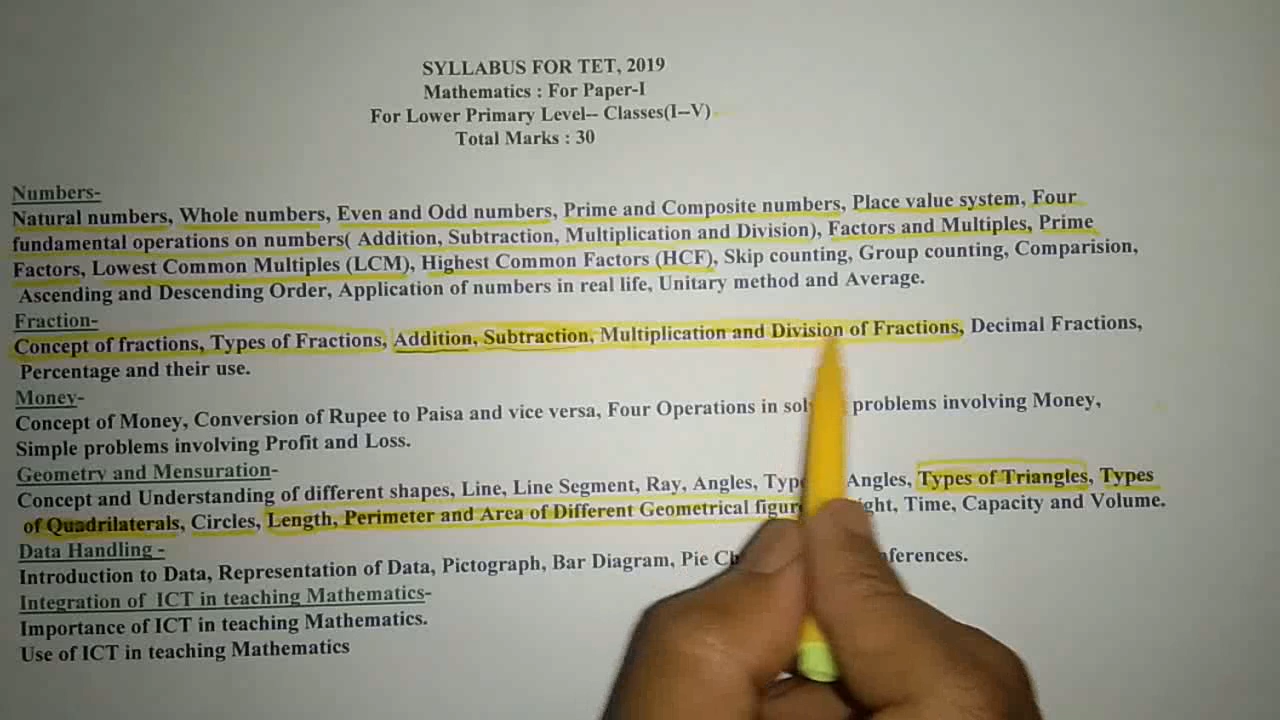 SYLLABUS FOR TET, 2019
Mathematics : For Paper-I
For Lower Primary Level-- Classes(I--V)
Total Marks : 30
Numbers-
Natural numbers, Whole numbers, Even and Odd numbers, Prime and Composite numbers, Place value system, Four
fundamental operations on numbers( Addition, Subtraction, Multiplication and Division), Factors and Multiples, Prime
Factors, Lowest Common Multiples (LCM), Highest Common Factors (HCF), Skip counting, Group counting, Comparision,
Ascending and Descending Order, Application of numbers in real life, Unitary method and Average.
Fraction-
Concept of fractions, Types of Fractions, Addition, Subtraction, Multiplication and Division of Fractions, Decimal Fractions,
Percentage and their use.
Money-
Concept of Money, Conversion of Rupee to Paisa and vice versa, Four Operations in problems involving Money,
Simple problems involving Profit and Loss.
Geometry and Mensuration-
Concept and Understanding of different shapes, Line, Line Segment, Ray, Angles, Angles, Types of Triangles, Types
of Quadrilaterals, Circles, Length, Perimeter and Area of Different Geometrical Time, Capacity and Volume.
Data Handling -
Introduction to Data, Representation of Data, Pictograph, Bar Diagram, Pie
Integration of ICT in teaching Mathematics-
Importance of ICT in teaching Mathematics.
Use of ICT in teaching Mathematics